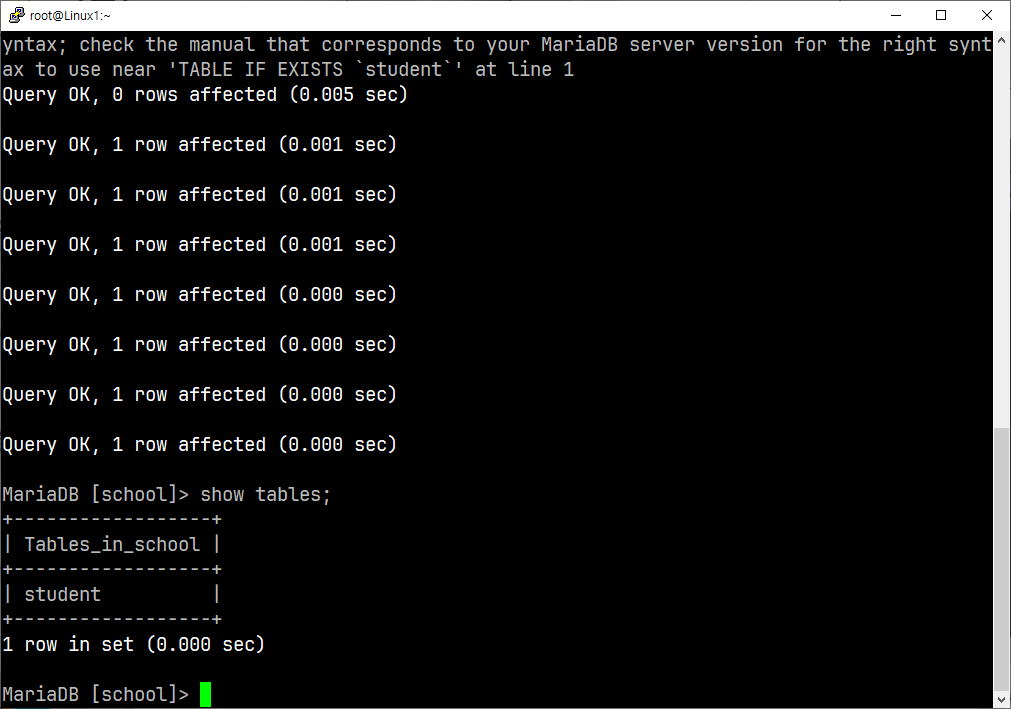 root@Linux1:~
yntax; check the manual that corresponds to your MariaDB server version for the right synt
ax to use near 'TABLE IF EXISTS `student`' at line 1
Query OK, 0 rows affected (0.005 sec)
Query OK, 1 row affected (0.001 sec)
Query OK, 1 row affected (0.001 sec)
Query OK, 1 row affected (0.001 sec)
Query OK, 1 row affected (0.000 sec)
Query OK, 1 row affected (0.000 sec)
Query OK, 1 row affected (0.000 sec)
Query OK, 1 row affected (0.000 sec)
MariaDB [school]> show tables;
+------------------+
| Tables_in_school |
+------------------+
| student          |
+------------------+
1 row in set (0.000 sec)
MariaDB [school]>